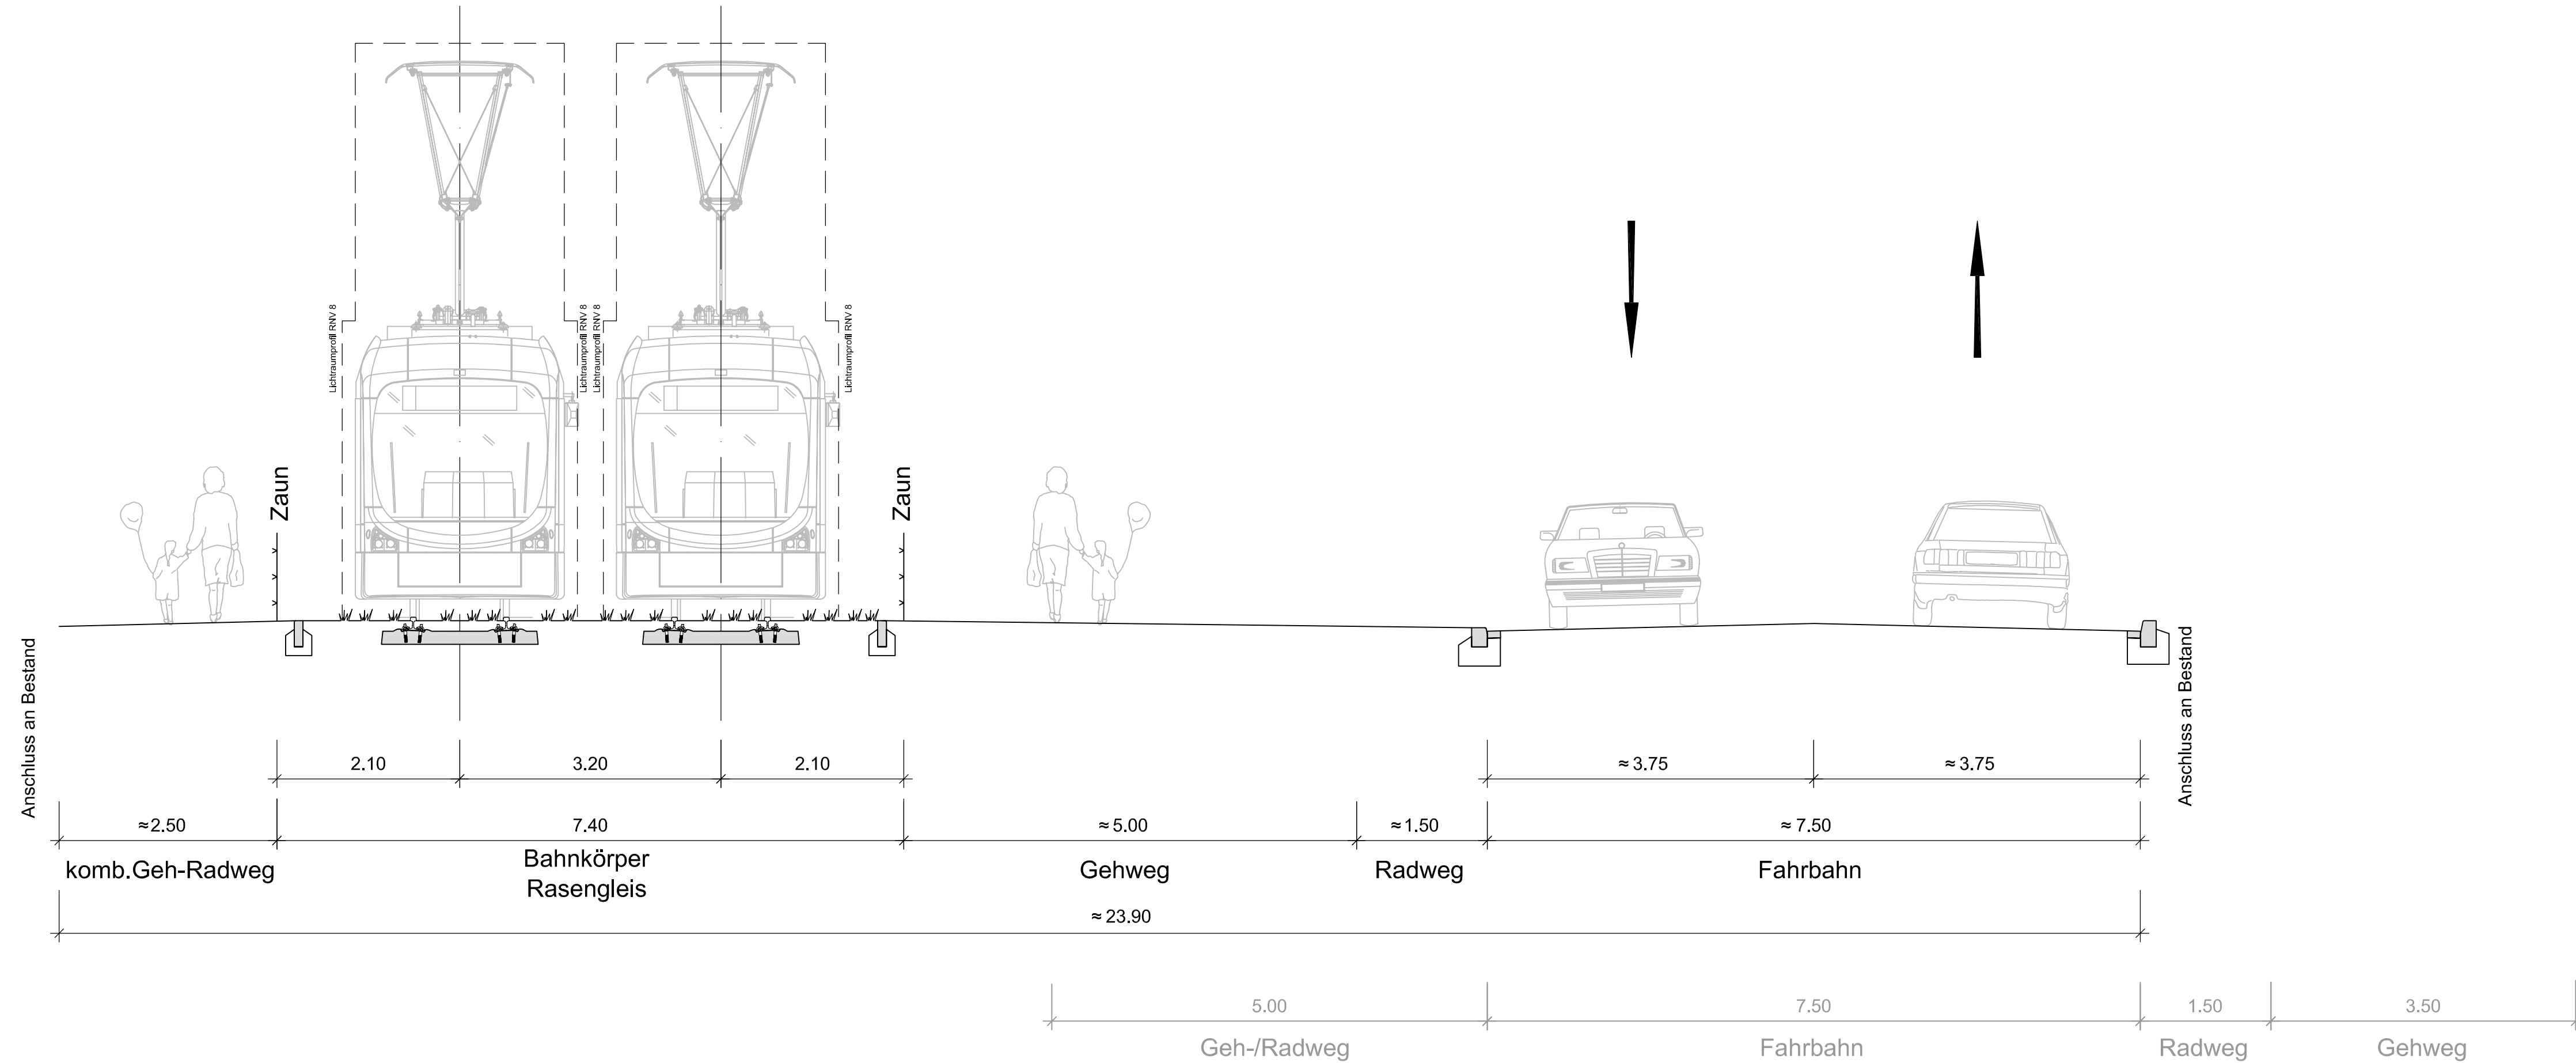 Lichtraumprofil RNV 8
Lichtraumprofil RNV 8
Lichtraumprofil RNV 8
Lichtraumprofil RNV 8
Zaun
Zaun
Anschluss an Bestand
Anschluss an Bestand
2.10
3.20
2.10
≈ 3.75
≈ 3.75
≈ 2.50
7.40
≈ 5.00
≈ 1.50
≈ 7.50
komb.Geh-Radweg
Bahnkörper
Rasengleis
Gehweg
Radweg
Fahrbahn
≈ 23.90
5.00
7.50
1.50
3.50
Geh-/Radweg
Fahrbahn
Radweg
Gehweg